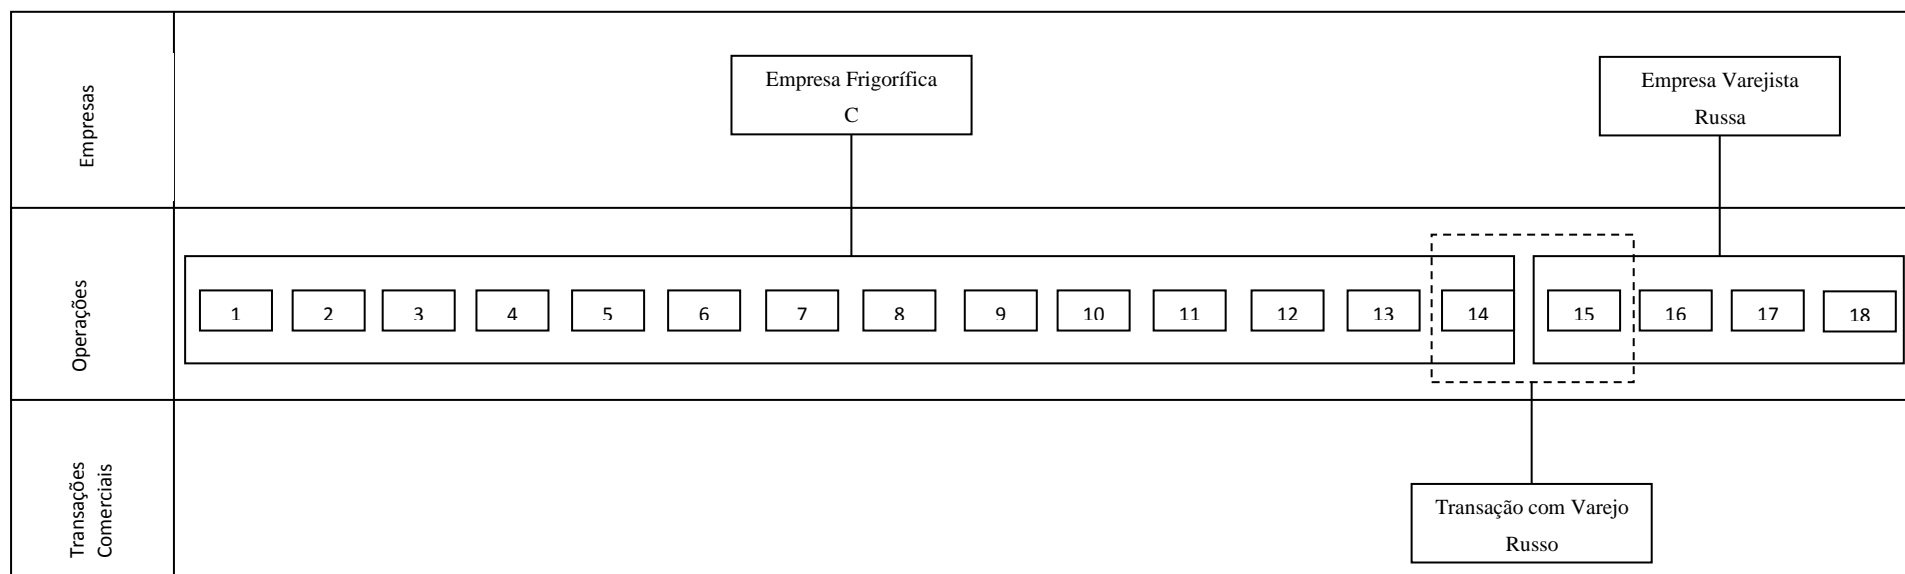 Empresas
Empresa Frigorífica
C
Empresa Varejista
Russa
Operações
1 2 3 4 5 6 7 8 9 10 11 12 13 14 15 16 17 18
Transações
Comerciais
Transação com Varejo
Russo